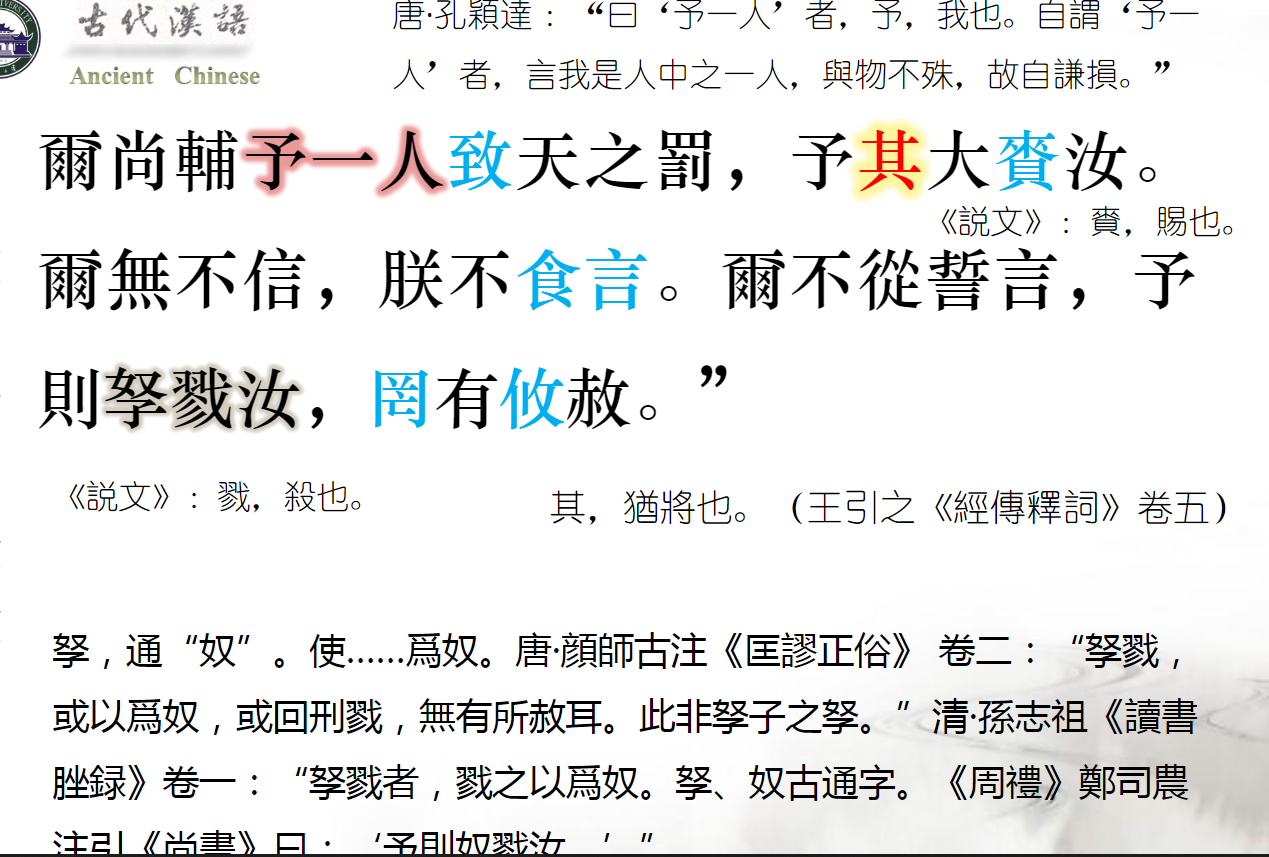 古代漢語
Ancient Chinese
唐·孔穎達：“曰‘予一人’者，予，我也。自謂‘予一
人’者，言我是人中之一人，與物不殊，故自謙損。”
爾尚輔予一人致天之罰，予其大賚汝。
《説文》：賚，賜也。
爾無不信，朕不食言。爾不從誓言，予
則孥戮汝，罔有攸赦。”
《説文》：戮，殺也。
其，猶將也。（王引之《經傳釋詞》卷五）
孥，通“奴”。使……爲奴。唐·顔師古注《匡謬正俗》 卷二：“孥戮，
或以爲奴，或回刑戮，無有所赦耳。此非孥子之孥。”清·孫志祖《讀書
脞録》卷一：“孥戮者，戮之以爲奴。孥、奴古通字。《周禮》鄭司農
注引《尚書》曰：‘予則奴戮汝。’”